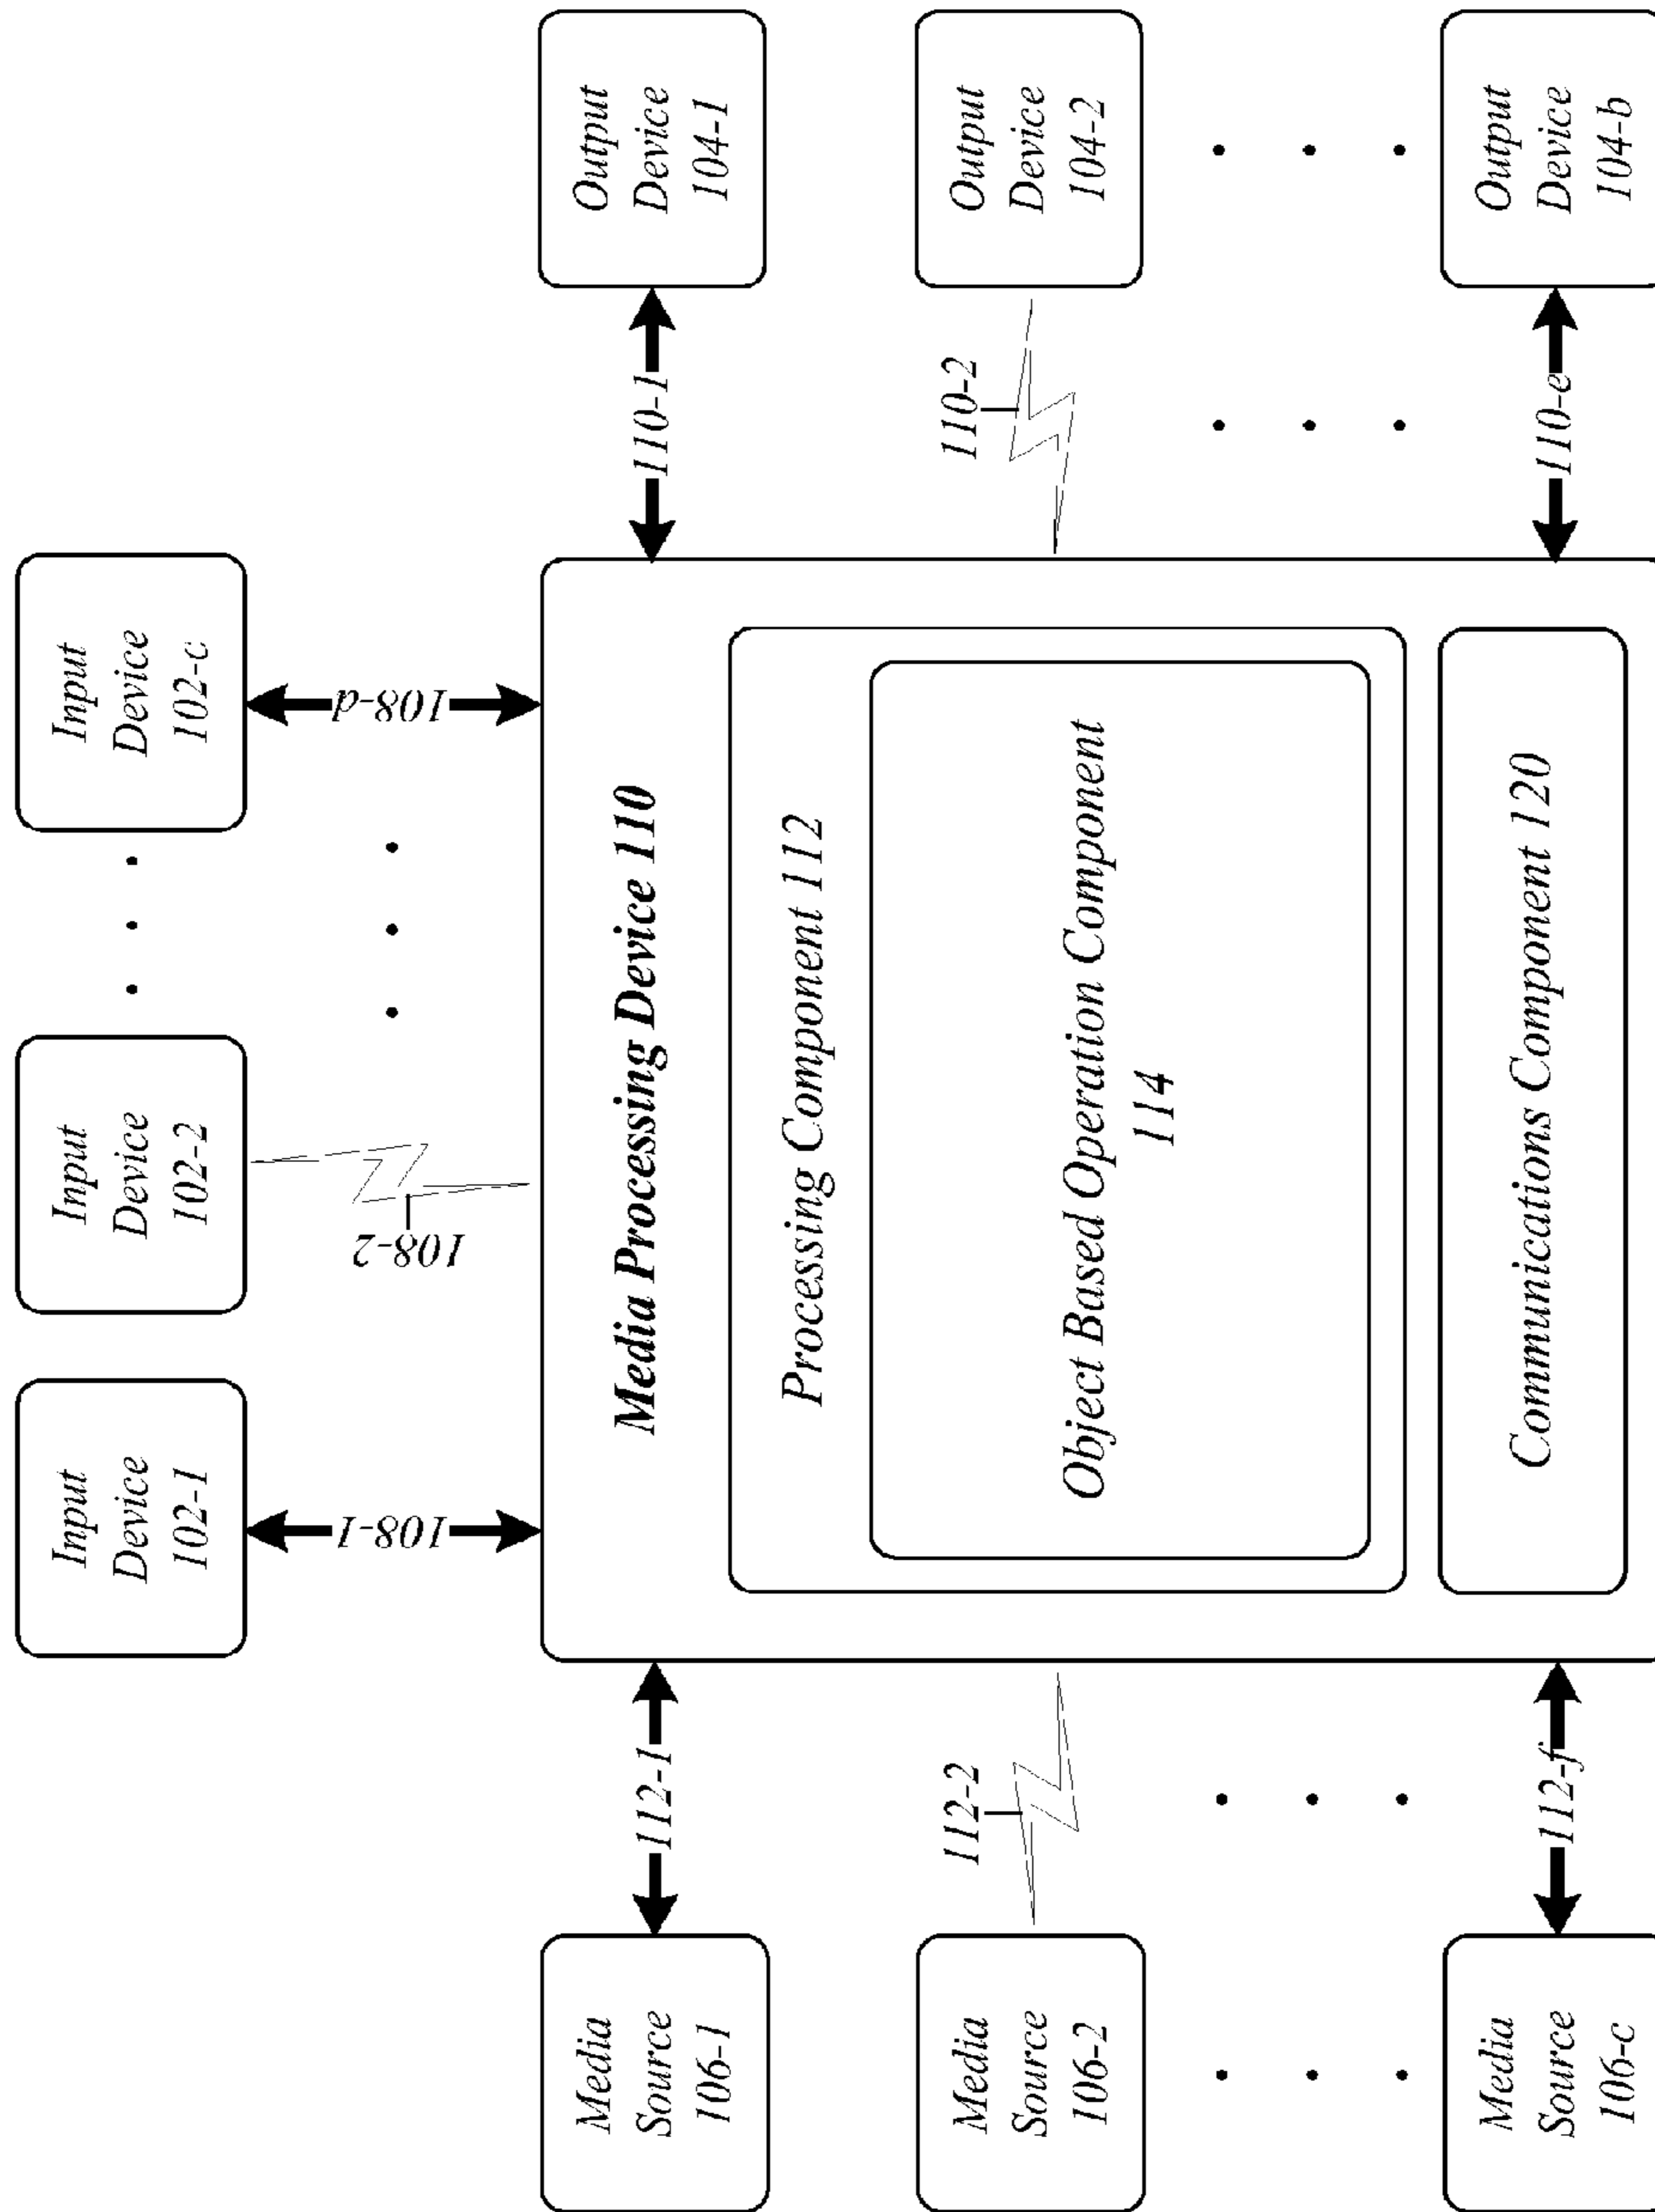 Input
Device
102-1
Input
Device
102-2
. . .
Input
Device
102-c
108-1
108-2
. . .
108-d
Media
Source
106-1
112-1
Media Processing Device 110
110-1
Output
Device
104-1
Processing Component 112
Media
Source
106-2
112-2
Object Based Operation Component
114
110-2
Output
Device
104-2
Media
Source
106-c
112-f
Communications Component 120
110-e
Output
Device
104-b